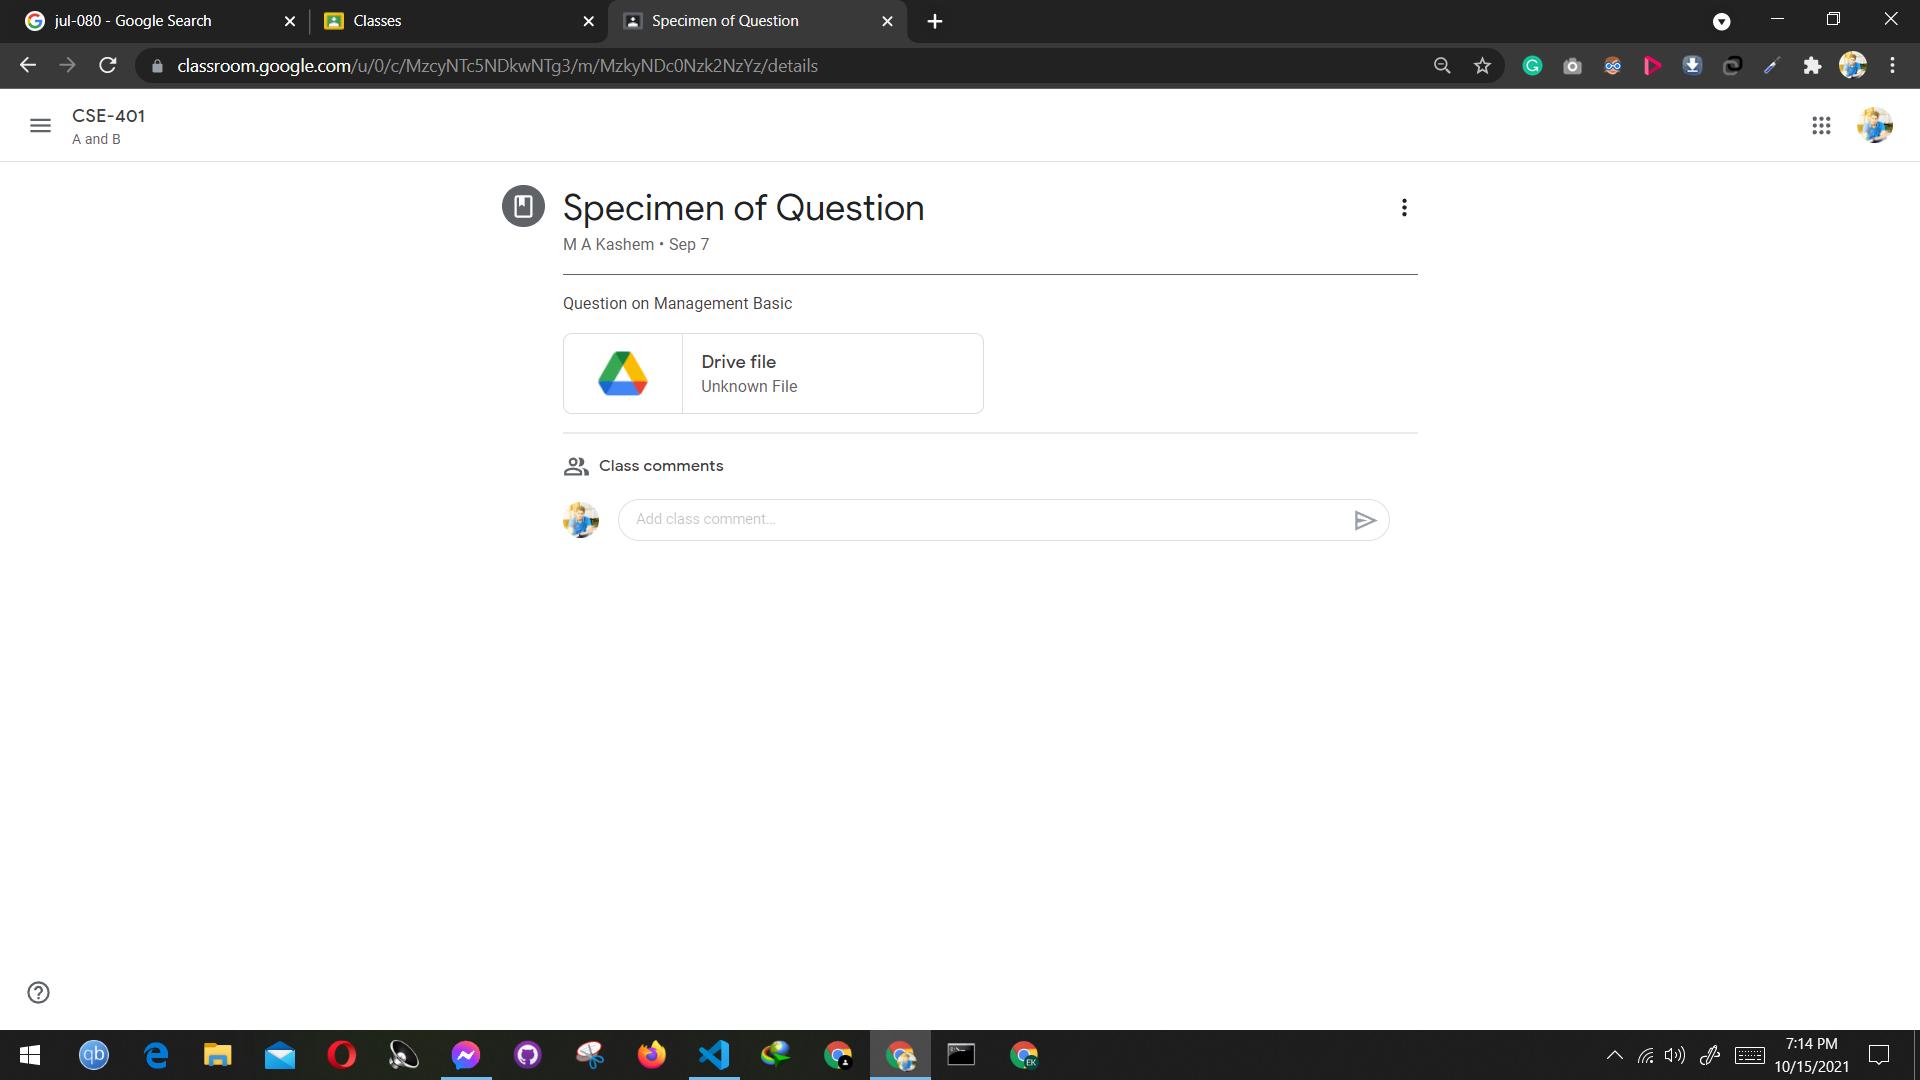 jul-080 - Google Search
Classes
Specimen of Question
classroom.google.com/u/0/c/MzcyNTc5NDkwNTg3/m/MzkyNDc0Nzk2NzYz/details
CSE-401
A and B
Specimen of Question
M A Kashem • Sep 7
Question on Management Basic
Drive file
Unknown File
Class comments
Add class comment...
qb
EK
7:14 PM
10/15/2021